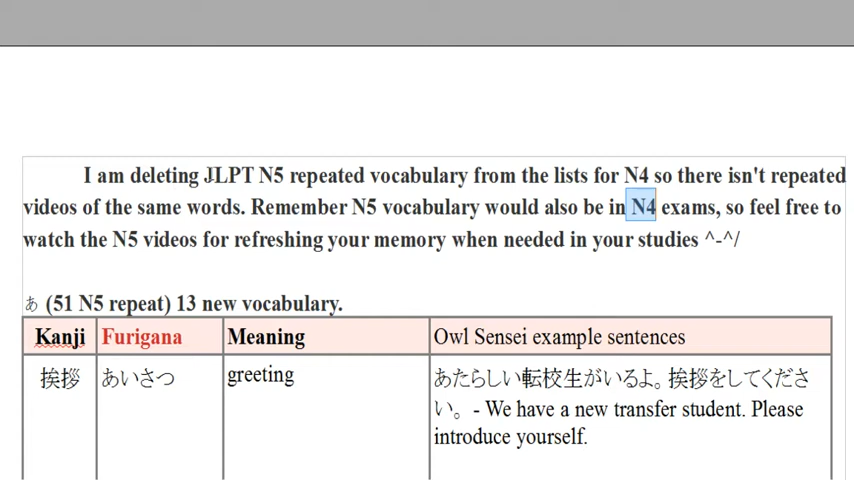 I am deleting JLPT N5 repeated vocabulary from the lists for N4 so there isn't repeated
videos of the same words. Remember N5 vocabulary would also be in N4 exams, so feel free to
watch the N5 videos for refreshing your memory when needed in your studies ^-^/
あ (51 N5 repeat) 13 new vocabulary.
Kanji Furigana Meaning Owl Sensei example sentences
挨拶 あいさつ greeting あたらしい転校生がいるよ。挨拶をしてくださ
い。 - We have a new transfer student. Please
introduce yourself.